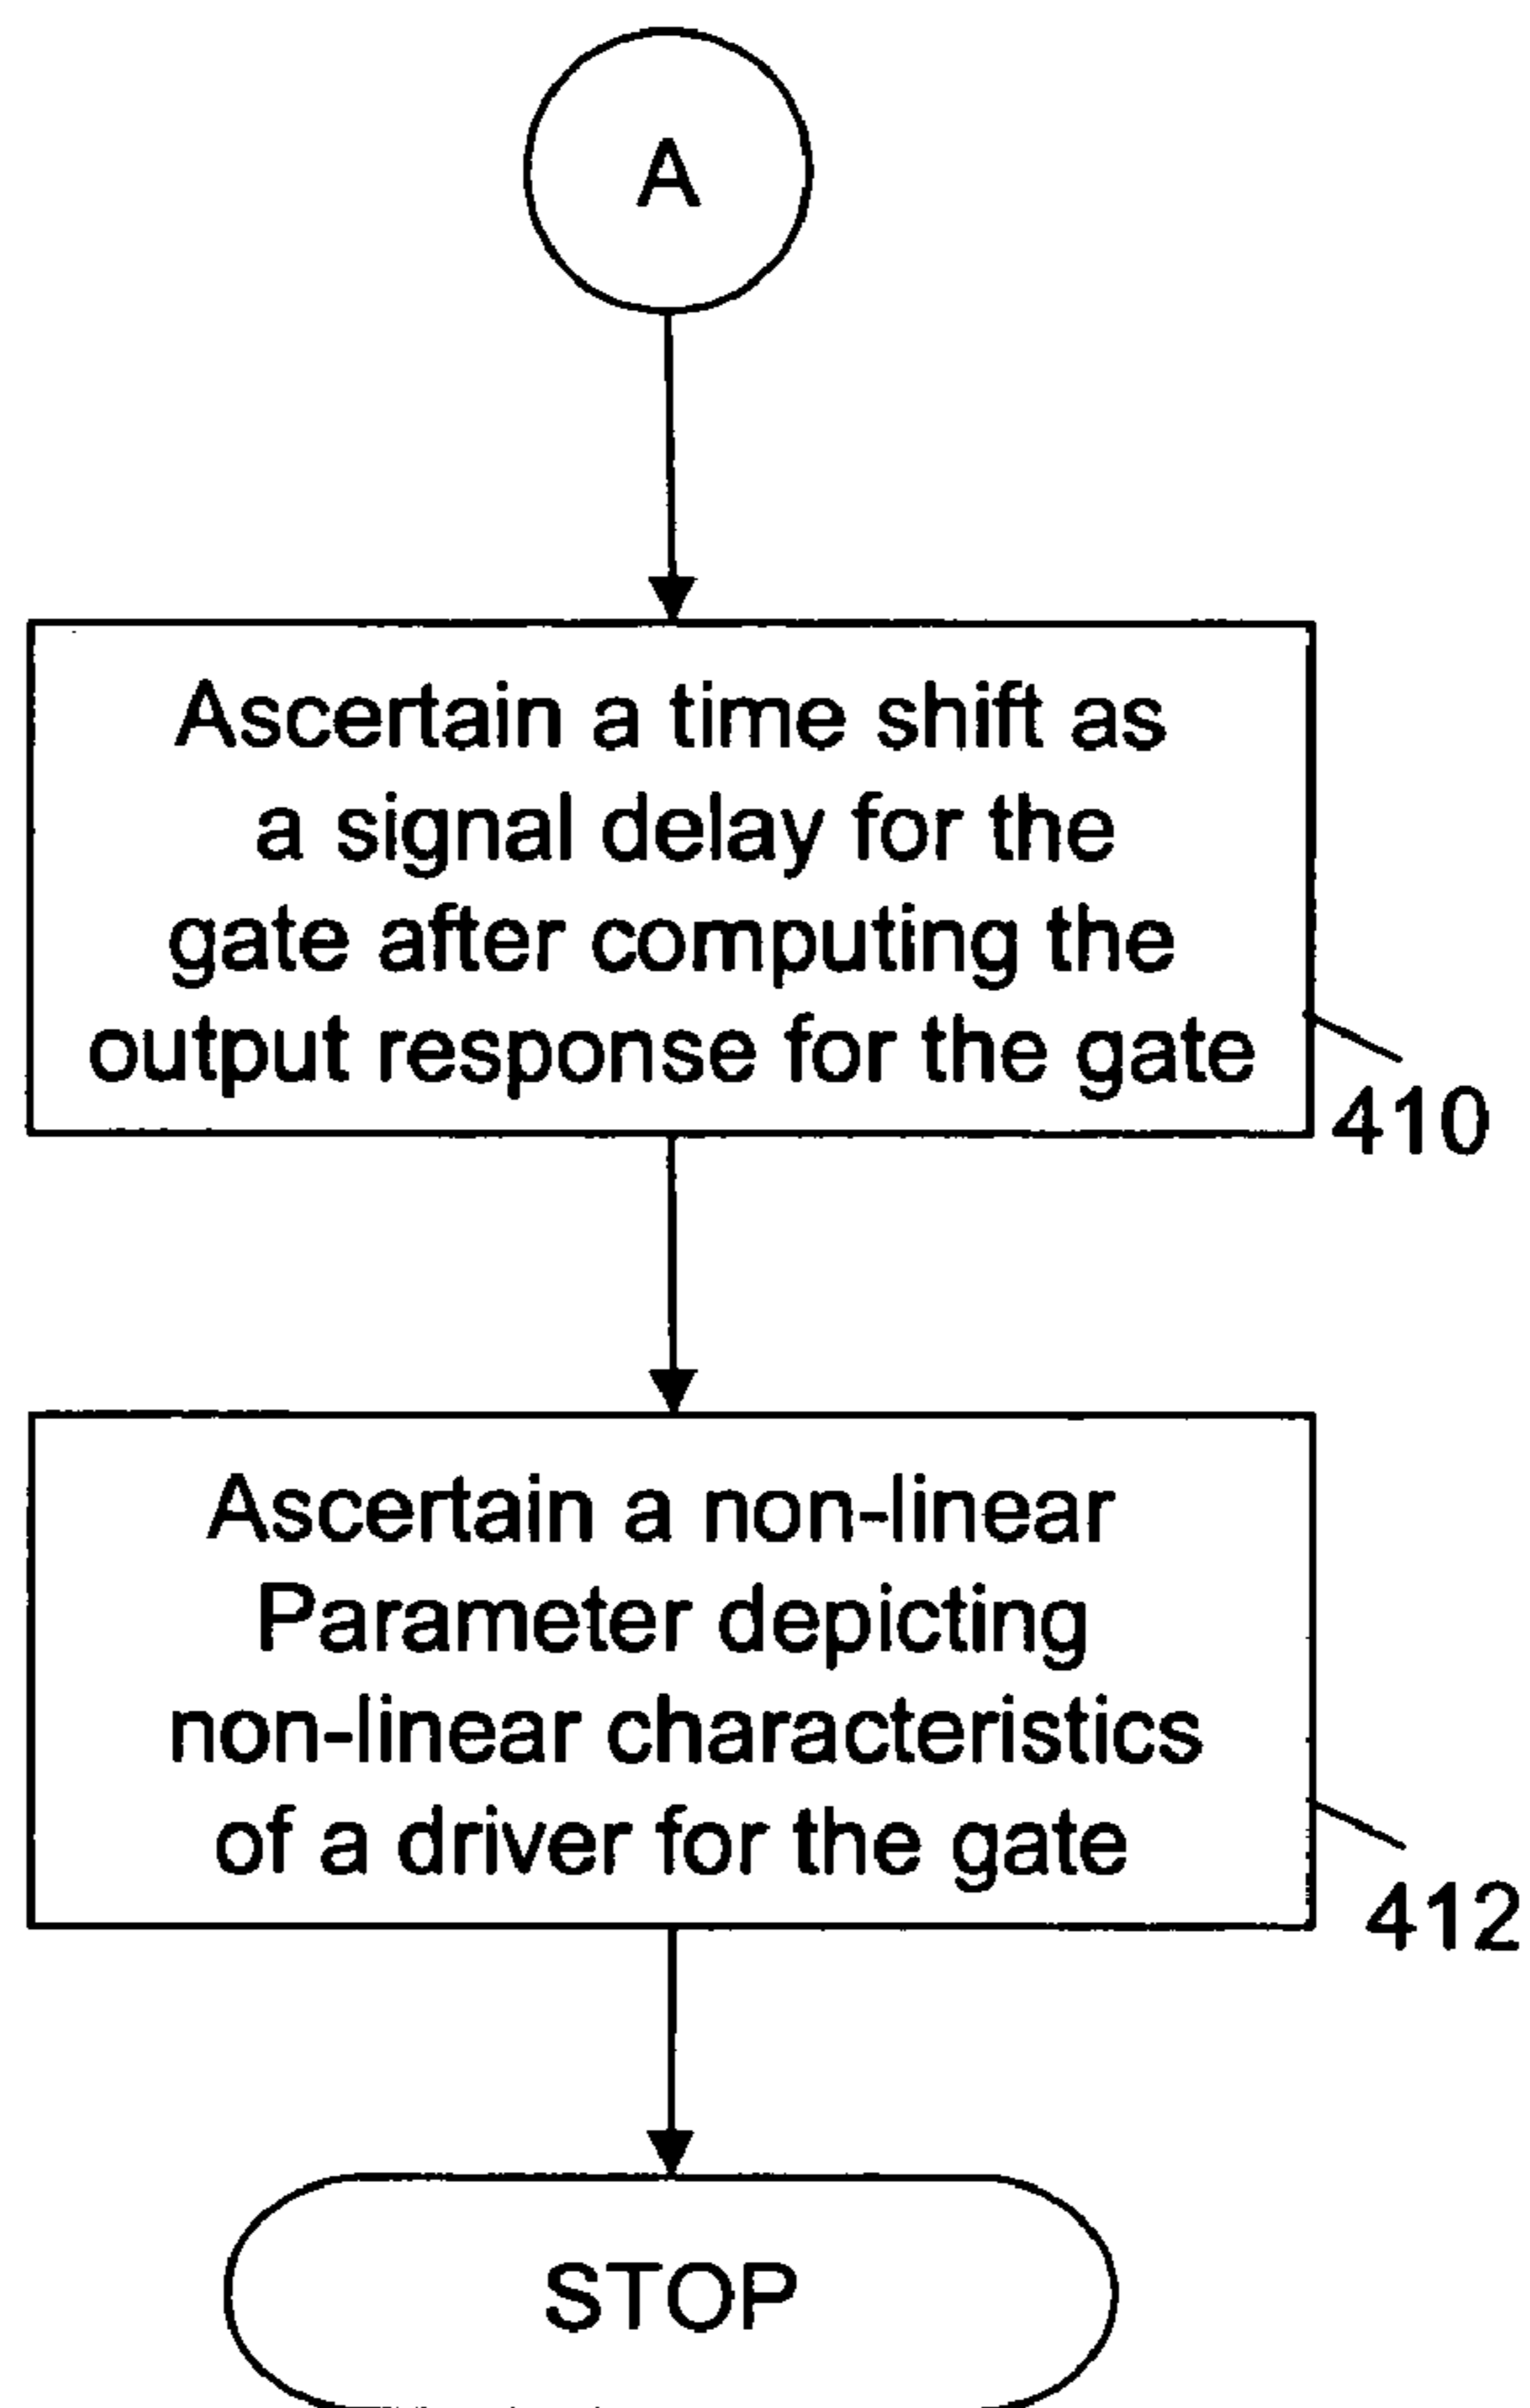 A
Ascertain a time shift as
a signal delay for the
gate after computing the
output response for the gate
410
Ascertain a non-linear
Parameter depicting
non-linear characteristics
of a driver for the gate
412
STOP